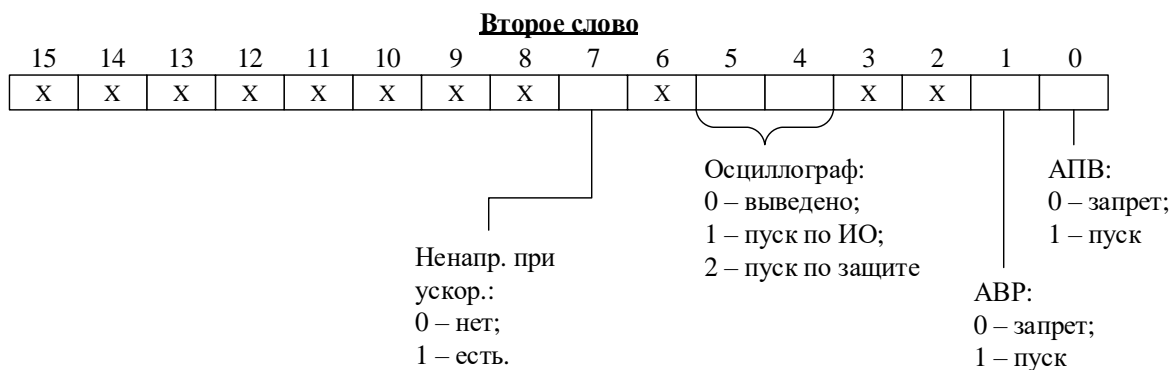 Второе слово
15 14 13 12 11 10 9 8 7 6 5 4 3 2 1 0
X X X X X X X X X X X
Осциллограф:
0 – выведено;
1 – пуск по ИО;
2 – пуск по защите
АПВ:
0 – запрет;
1 – пуск
Ненапр. при
ускор.:
0 – нет;
1 – есть.
АВР:
0 – запрет;
1 – пуск